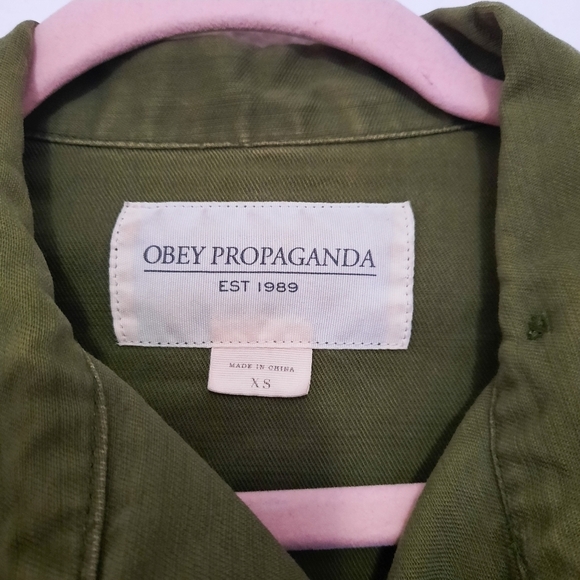 OBEY PROPAGANDA
EST 1989
MADE IN CHINA
XS